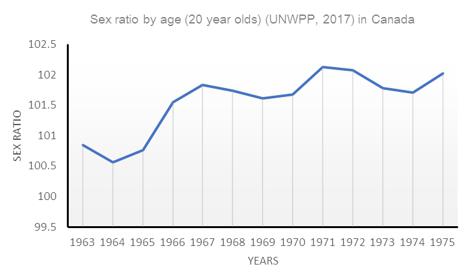 Sex ratio by age (20 year olds) (UNWPP, 2017) in Canada
102.5
102
101.5
101
100.5
100
99.5
SEX RATIO
1963 1964 1965 1966 1967 1968 1969 1970 1971 1972 1973 1974 1975
YEARS